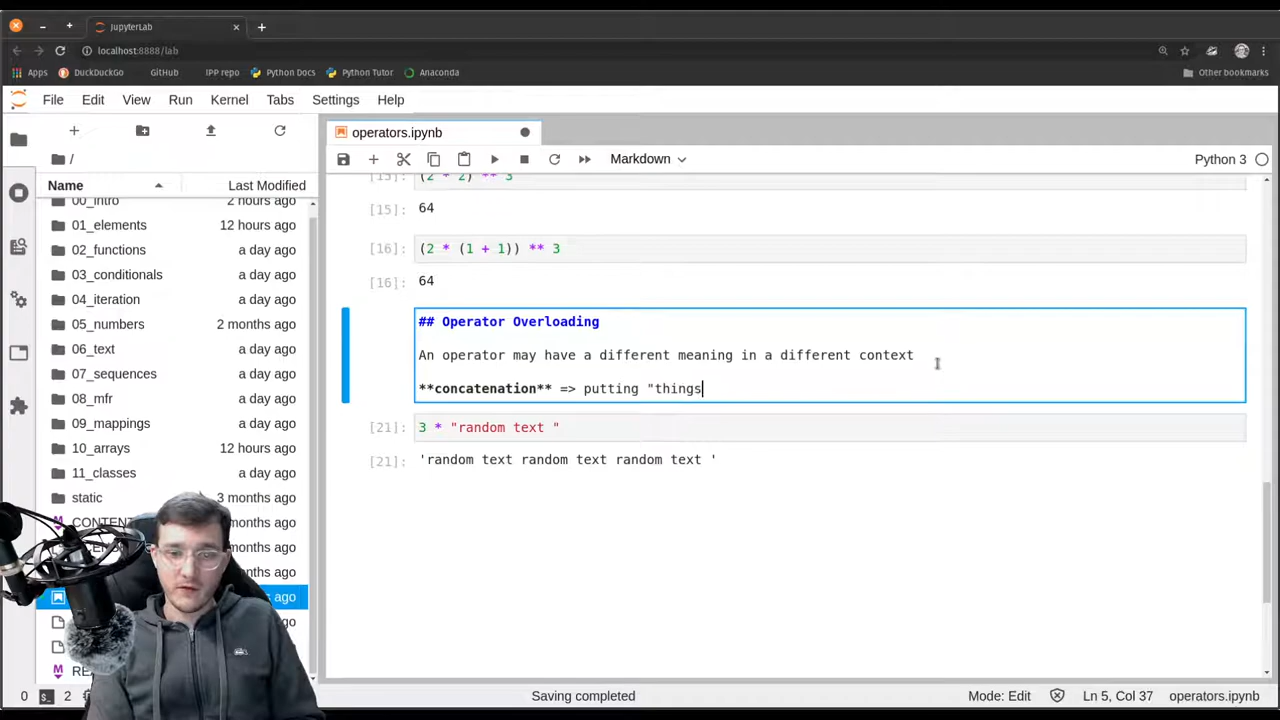 JupyterLab
localhost:8888/lab
Apps DuckDuckGo GitHub IPP repo Python Docs Python Tutor Anaconda Other bookmarks
File Edit View Run Kernel Tabs Settings Help
operators.ipynb
/
Markdown Python 3
Name Last Modified
00_intro 2 hours ago
01_elements 12 hours ago
02_functions a day ago
03_conditionals a day ago
04_iteration a day ago
05_numbers 2 months ago
06_text a day ago
07_sequences a day ago
08_mfr a day ago
09_mappings a day ago
10_arrays 12 hours ago
11_classes a day ago
static 3 months ago
months ago
months ago
months ago
ago
ago
ago
ago
[15]: (2 * 2) ** 3
[15]: 64
[16]: (2 * (1 + 1)) ** 3
[16]: 64
## Operator Overloading
An operator may have a different meaning in a different context
**concatenation** => putting "things
[21]: 3 * "random text "
[21]: 'random text random text random text '
0 2 Saving completed Mode: Edit Ln 5, Col 37 operators.ipynb